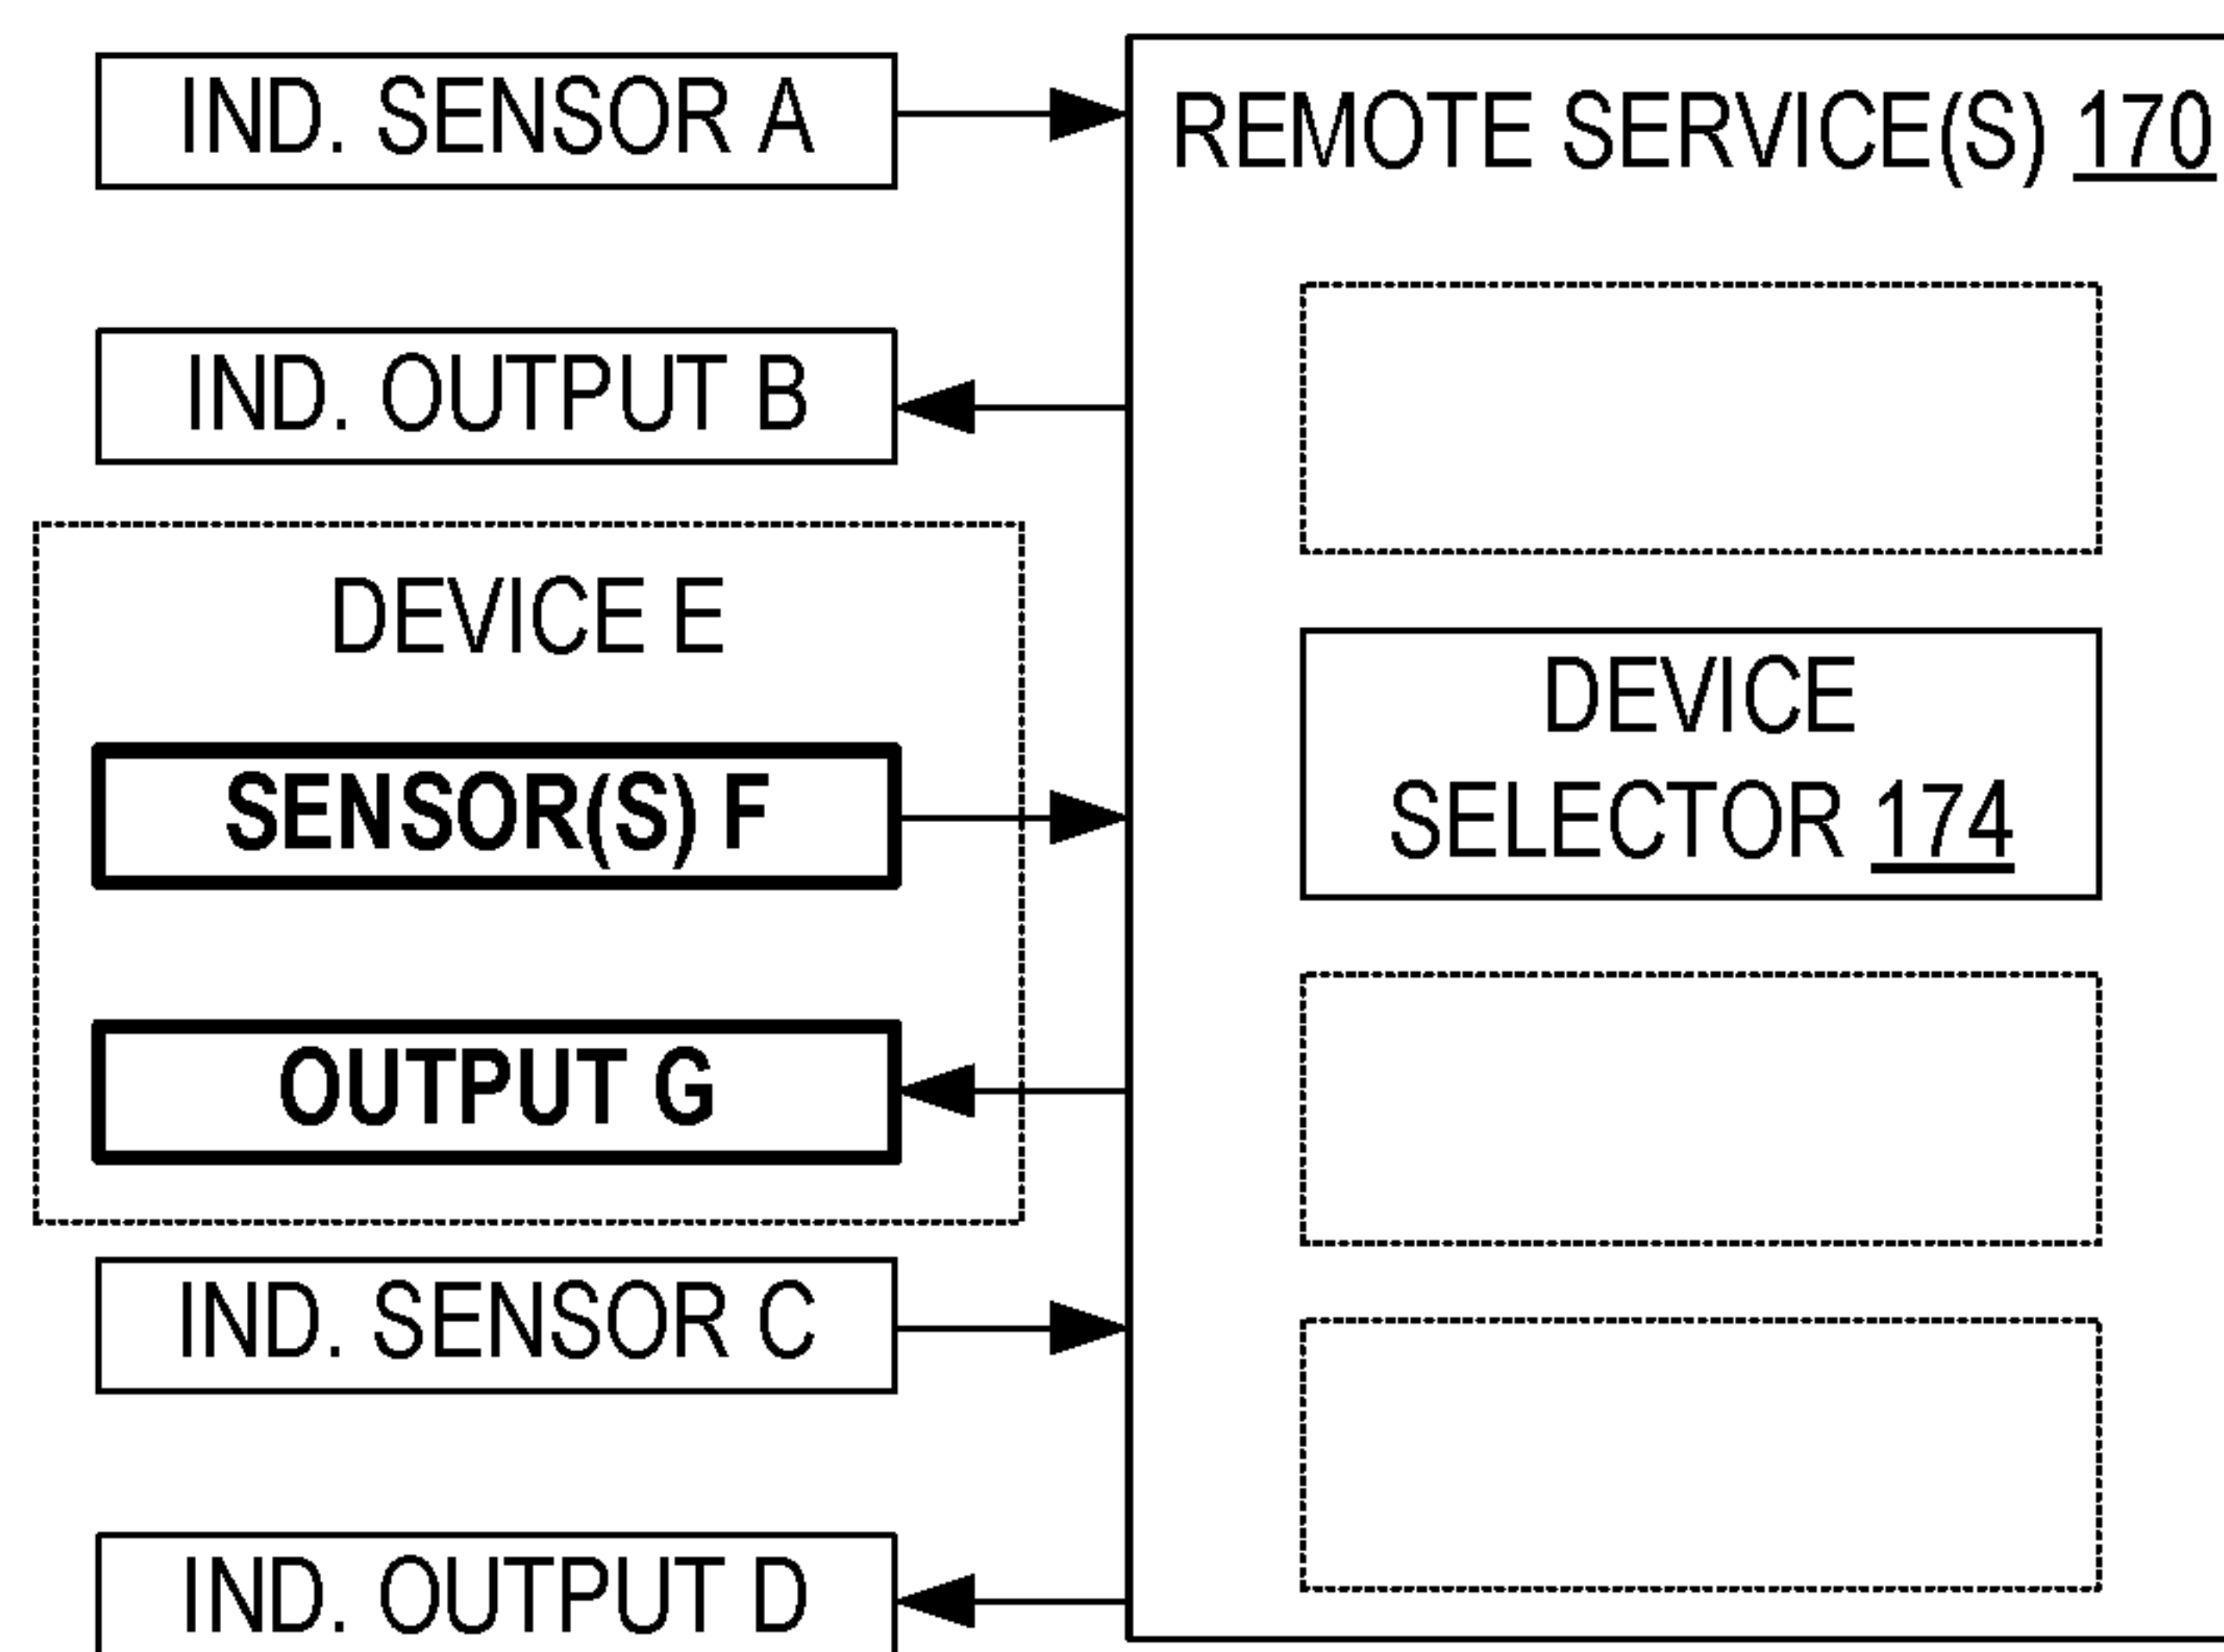 IND. SENSOR A
IND. OUTPUT B
DEVICE E
SENSOR(S) F
OUTPUT G
IND. SENSOR C
IND. OUTPUT D
REMOTE SERVICE(S) 170
DEVICE
SELECTOR 174